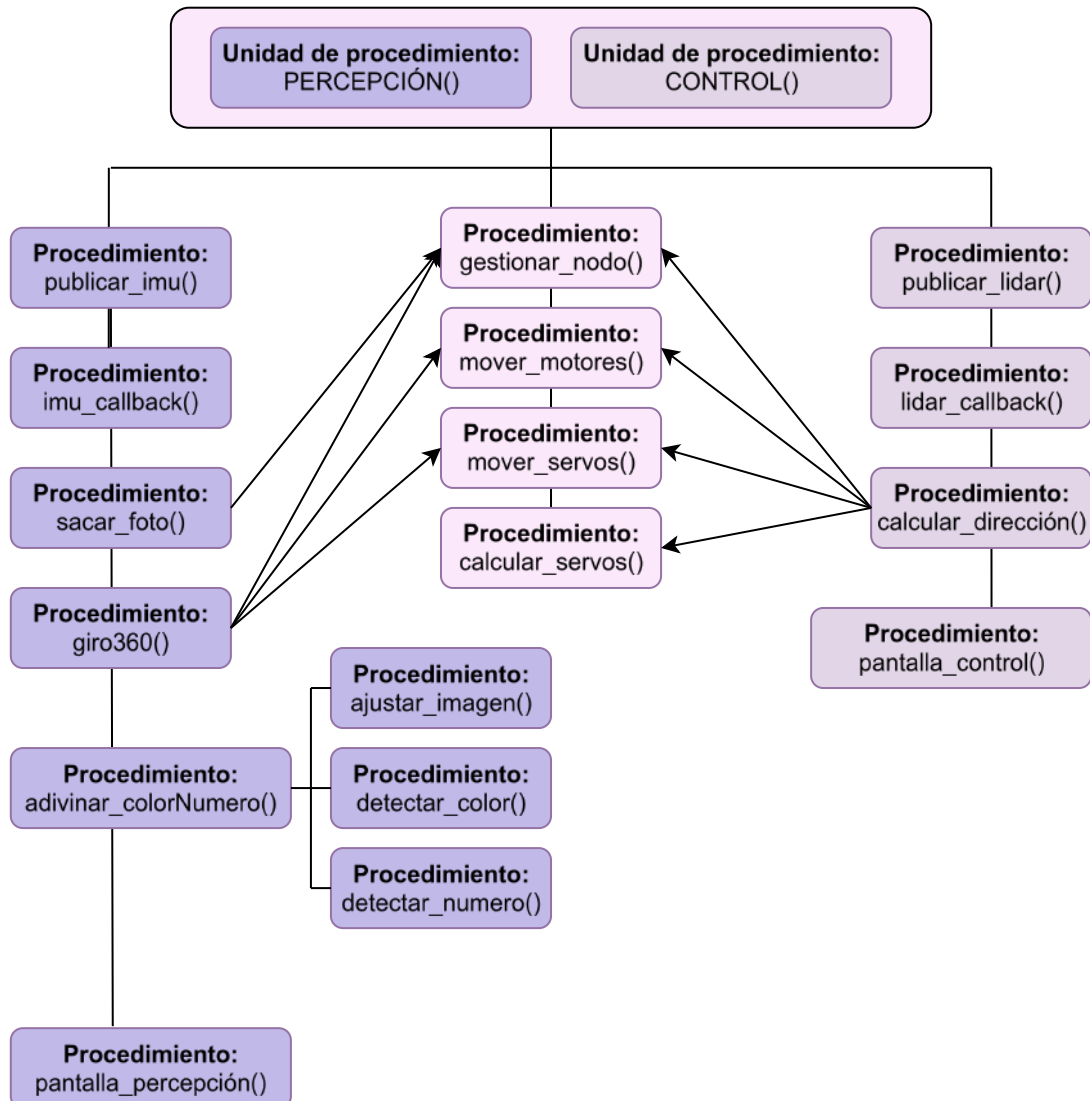 Unidad de procedimiento:
PERCEPCIÓN()
Unidad de procedimiento:
CONTROL()
Procedimiento:
publicar_imu()
Procedimiento:
imu_callback()
Procedimiento:
sacar_foto()
Procedimiento:
giro360()
Procedimiento:
adivinar_colorNumero()
Procedimiento:
ajustar_imagen()
Procedimiento:
detectar_color()
Procedimiento:
detectar_numero()
Procedimiento:
pantalla_percepción()
Procedimiento:
gestionar_nodo()
Procedimiento:
mover_motores()
Procedimiento:
mover_servos()
Procedimiento:
calcular_servos()
Procedimiento:
publicar_lidar()
Procedimiento:
lidar_callback()
Procedimiento:
calcular_dirección()
Procedimiento:
pantalla_control()